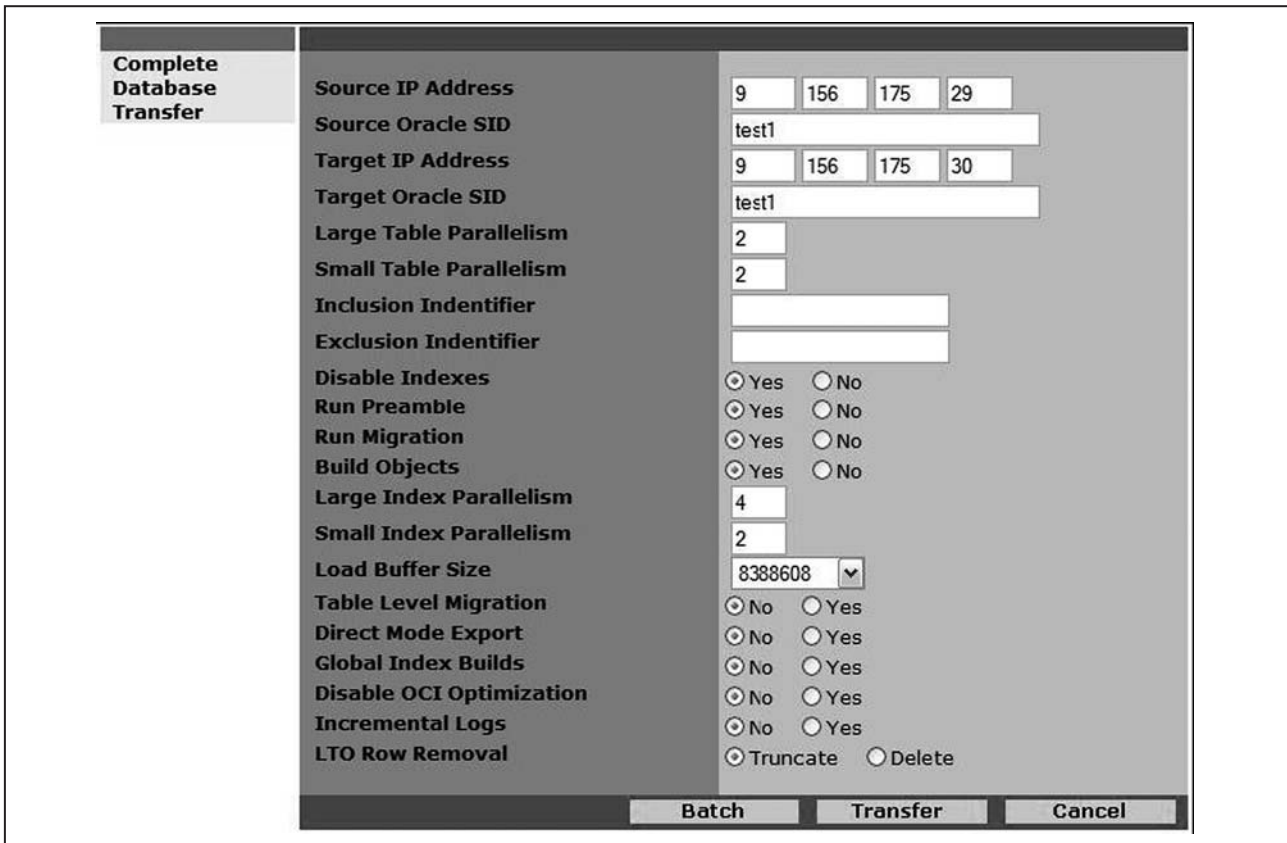 Complete
Database
Transfer
Source IP Address 9 156 175 29
Source Oracle SID test1
Target IP Address 9 156 175 30
Target Oracle SID test1
Large Table Parallelism 2
Small Table Parallelism 2
Inclusion Indentifier
Exclusion Indentifier
Disable Indexes Yes No
Run Preamble Yes No
Run Migration Yes No
Build Objects Yes No
Large Index Parallelism 4
Small Index Parallelism 2
Load Buffer Size 8388608
Table Level Migration No Yes
Direct Mode Export No Yes
Global Index Builds No Yes
Disable OCI Optimization No Yes
Incremental Logs No Yes
LTO Row Removal Truncate Delete
Batch Transfer Cancel